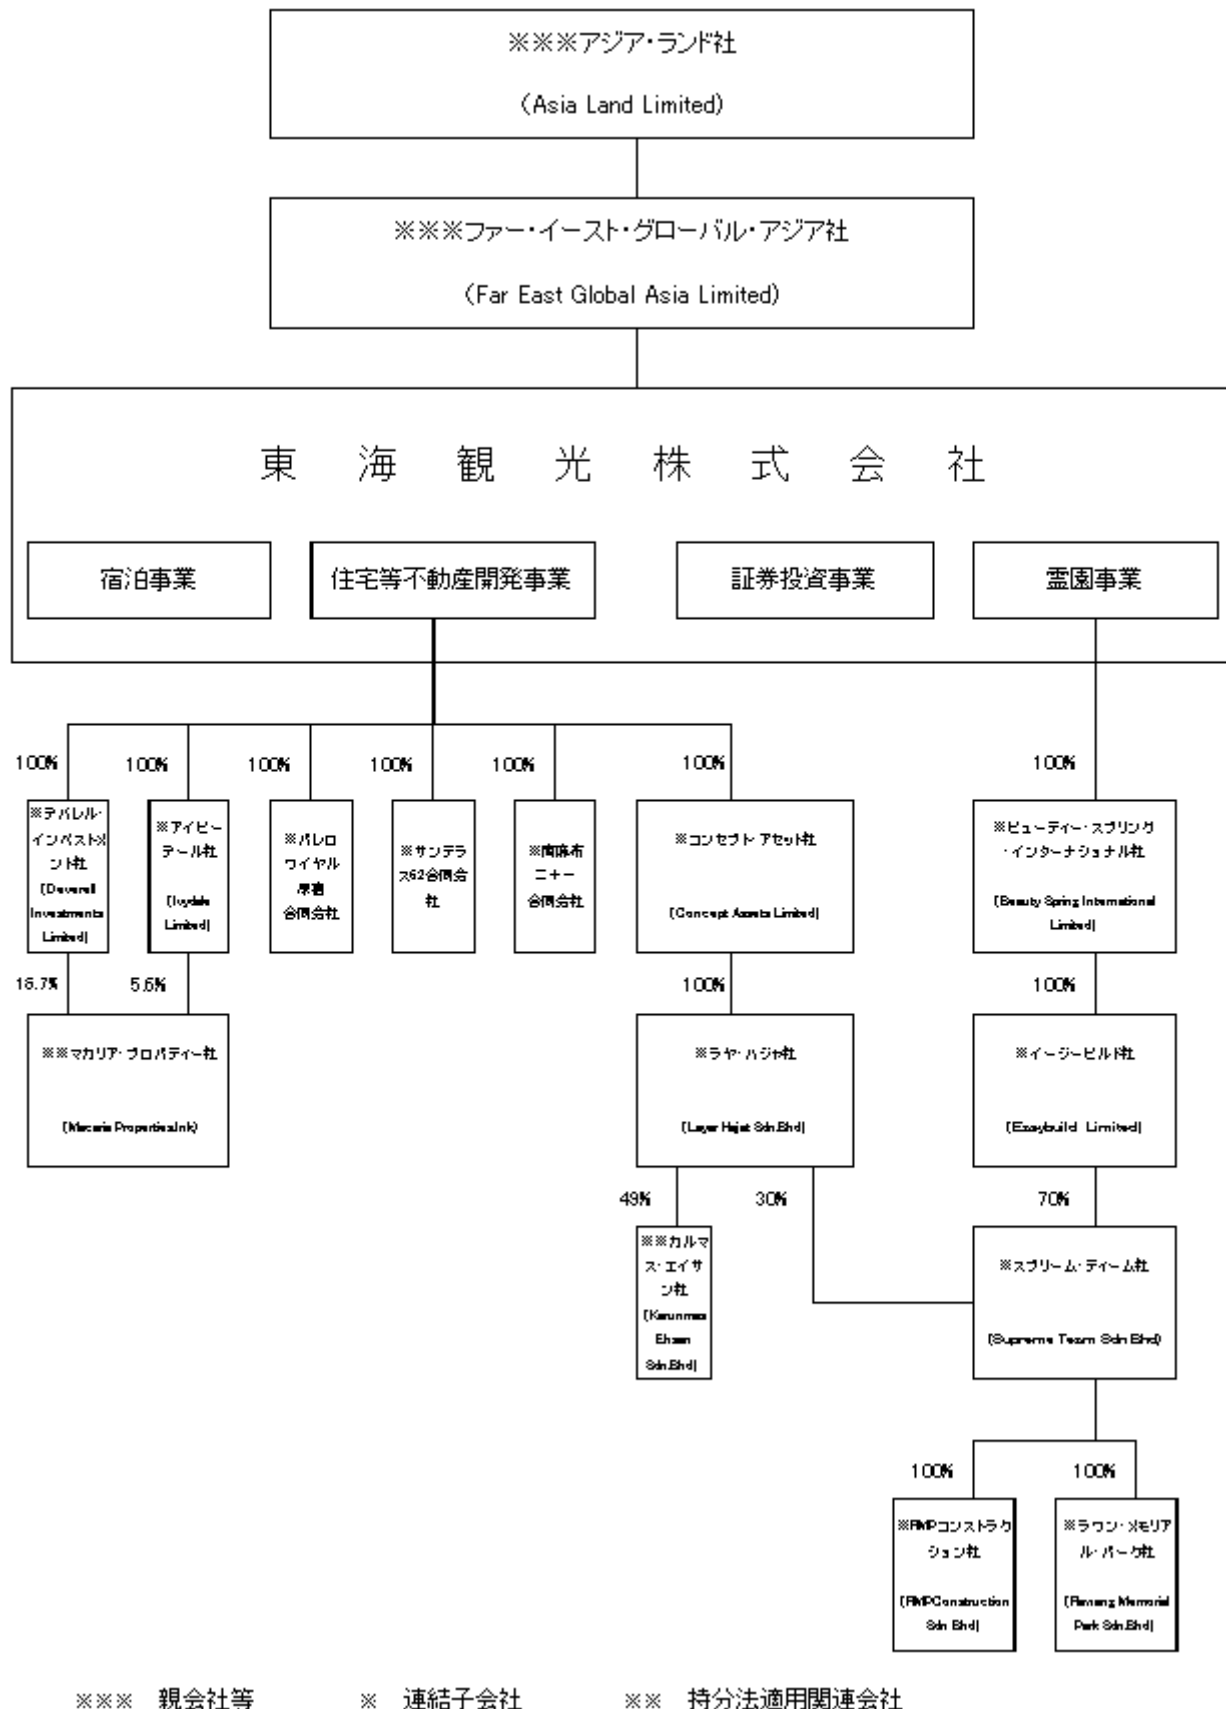 ※※※アジア・ランド社
(Asia Land Limited)
※※※ファー・イースト・グローバル・アジア社
(Far East Global Asia Limited)
東海観光株式会社
宿泊事業
住宅等不動産開発事業
証券投資事業
霊園事業
100%
100%
100%
100%
100%
100%
100%
※デバレル・
インベストメ
ント社
(Deverell
Investments
Limited)
※アイビー
デール社
(Ivydale
Limited)
※パレロ
ワイヤル
原宿
合同会社
※サンテラ
ス62合同会
社
※南麻布
二十一
合同会社
※コンセプト・アセット社
(Concept Assets Limited)
※ビューティー・スプリング
・インターナショナル社
(Beauty Spring International
Limited)
16.7%
5.6%
100%
100%
※※マカリア・プロパティー社
(Macaria Properties.Ink)
※ラヤ・ハジャ社
(Layar Hajat Sdn.Bhd)
※イージービルド社
(Ezaybuild Limited)
49%
30%
70%
※※カルマ
ス・エイサ
ン社
(Karunmas
Ehsan
Sdn.Bhd)
※スプリーム・ティーム社
(Supreme Team Sdn Bhd)
100%
100%
※RMPコンストラク
ション社
(RMPConstruction
Sdn Bhd)
※ラワン・メモリア
ル・パーク社
(Rawang Memorial
Park Sdn.Bhd)
※※※ 親会社等 ※ 連結子会社 ※※ 持分法適用関連会社